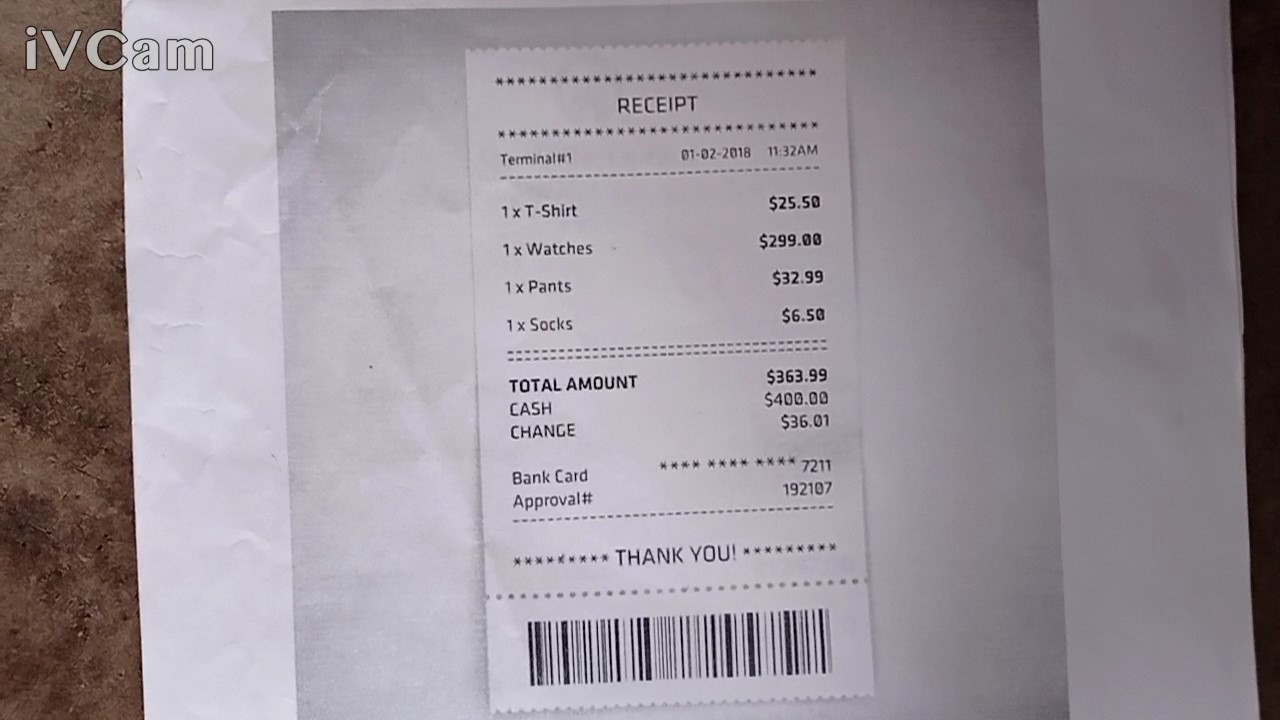 iVCam
***************************
RECEIPT
***************************
Terminal#1 01-02-2018 11:32AM
1 x T-Shirt $25.50
1 x Watches $299.00
1 x Pants $32.99
1 x Socks $6.50
TOTAL AMOUNT $363.99
CASH $400.00
CHANGE $36.01
Bank Card **** **** **** 7211
Approval# 192107
********* THANK YOU! *********